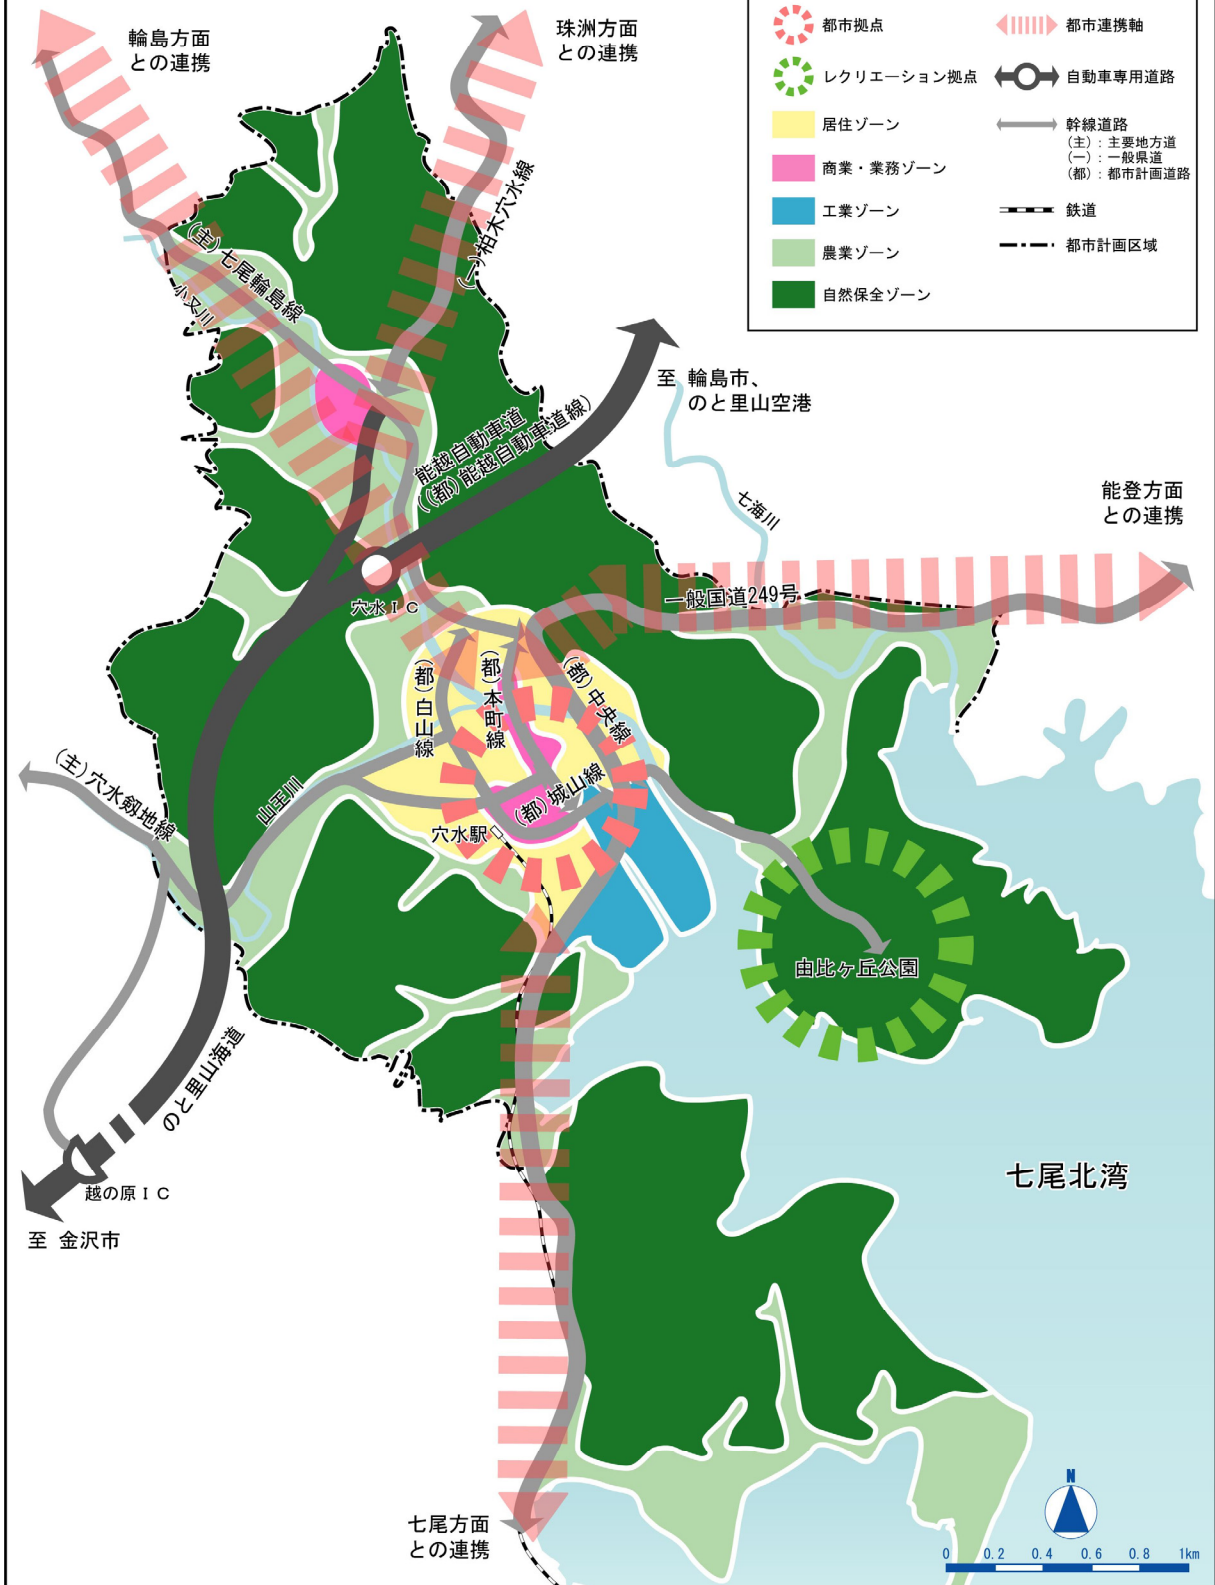 輪島方面
との連携
珠洲方面
との連携
都市拠点
都市連携軸
レクリエーション拠点
自動車専用道路
居住ゾーン
幹線道路
(主)：主要地方道
(一)：一般県道
(都)：都市計画道路
商業・業務ゾーン
工業ゾーン
鉄道
農業ゾーン
都市計画区域
自然保全ゾーン
(一)柏木穴水線
(主)七尾輪島線
小又川
至 輪島市、
のと里山空港
能越自動車道
((都)能越自動車道線)
七海川
能登方面
との連携
一般国道249号
穴水ＩＣ
(都)白山線
(都)本町線
(都)中央線
(主)穴水剱地線
山王川
(都)城山線
穴水駅
由比ヶ丘公園
のと里山海道
越の原ＩＣ
至 金沢市
七尾北湾
七尾方面
との連携
N
0 0.2 0.4 0.6 0.8 1km